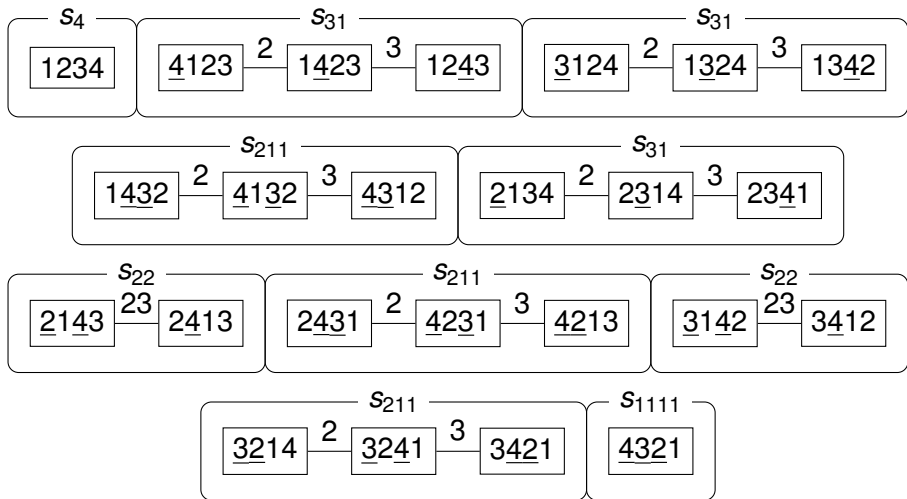 s₄ s₃₁ s₃₁
1234 4123 2 1423 3 1243 3124 2 1324 3 1342
s₂₁₁ s₃₁
1432 2 4132 3 4312 2134 2 2314 3 2341
s₂₂ s₂₁₁ s₂₂
2143 23 2413 2431 2 4231 3 4213 3142 23 3412
s₂₁₁ s₁₁₁₁
3214 2 3241 3 3421 4321